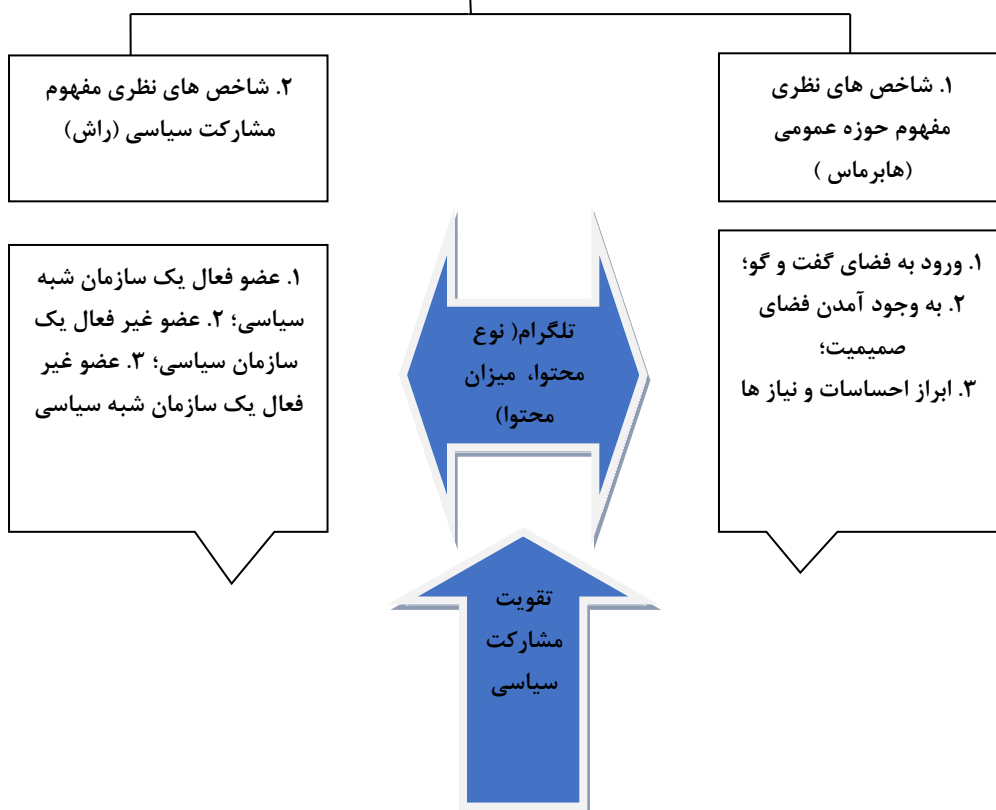 ۱. شاخص های نظری
مفهوم حوزه عمومی
(هابرماس )
۲. شاخص های نظری مفهوم
مشارکت سیاسی (راش)
۱. ورود به فضای گفت و گو؛
۲. به وجود آمدن فضای
صمیمیت؛
۳. ابراز احساسات و نیاز ها
تلگرام( نوع
محتوا، میزان
محتوا)
۱. عضو فعال یک سازمان شبه
سیاسی؛ ۲. عضو غیر فعال یک
سازمان سیاسی؛ ۳. عضو غیر
فعال یک سازمان شبه سیاسی
تقویت
مشارکت
سیاسی